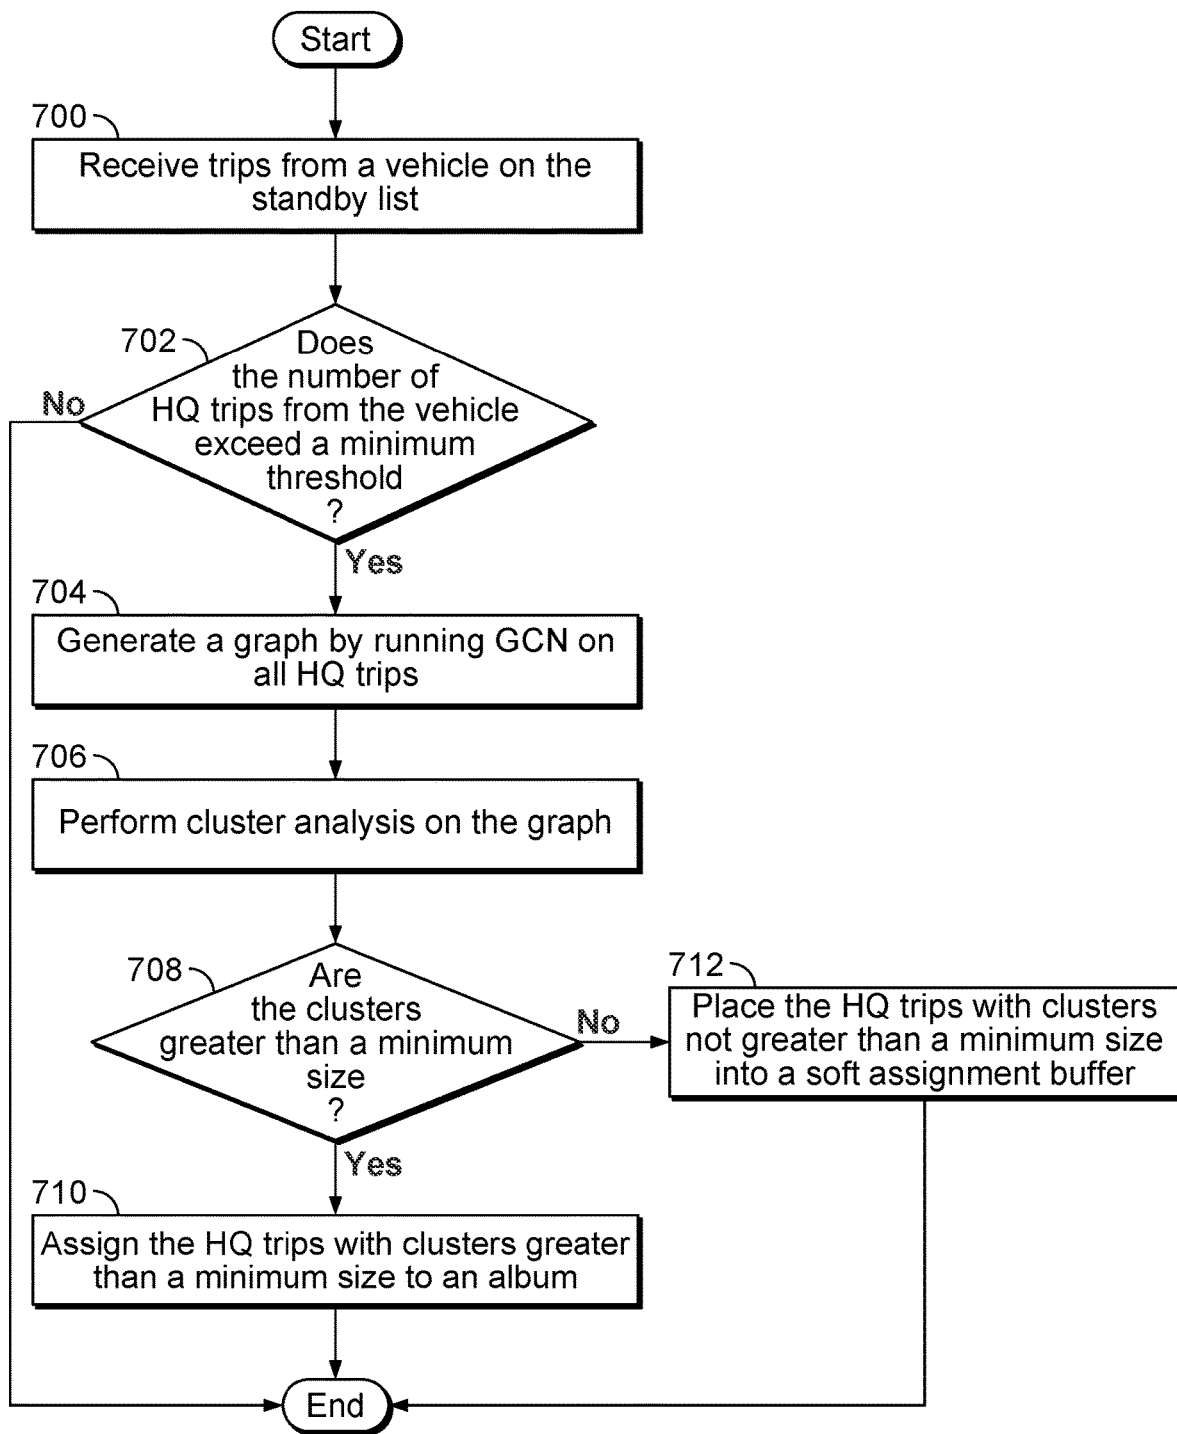 Start
700
Receive trips from a vehicle on the
standby list
702
Does
the number of
HQ trips from the vehicle
exceed a minimum
threshold
?
No
Yes
704
Generate a graph by running GCN on
all HQ trips
706
Perform cluster analysis on the graph
708
Are
the clusters
greater than a minimum
size
?
No
712
Place the HQ trips with clusters
not greater than a minimum size
into a soft assignment buffer
Yes
710
Assign the HQ trips with clusters greater
than a minimum size to an album
End